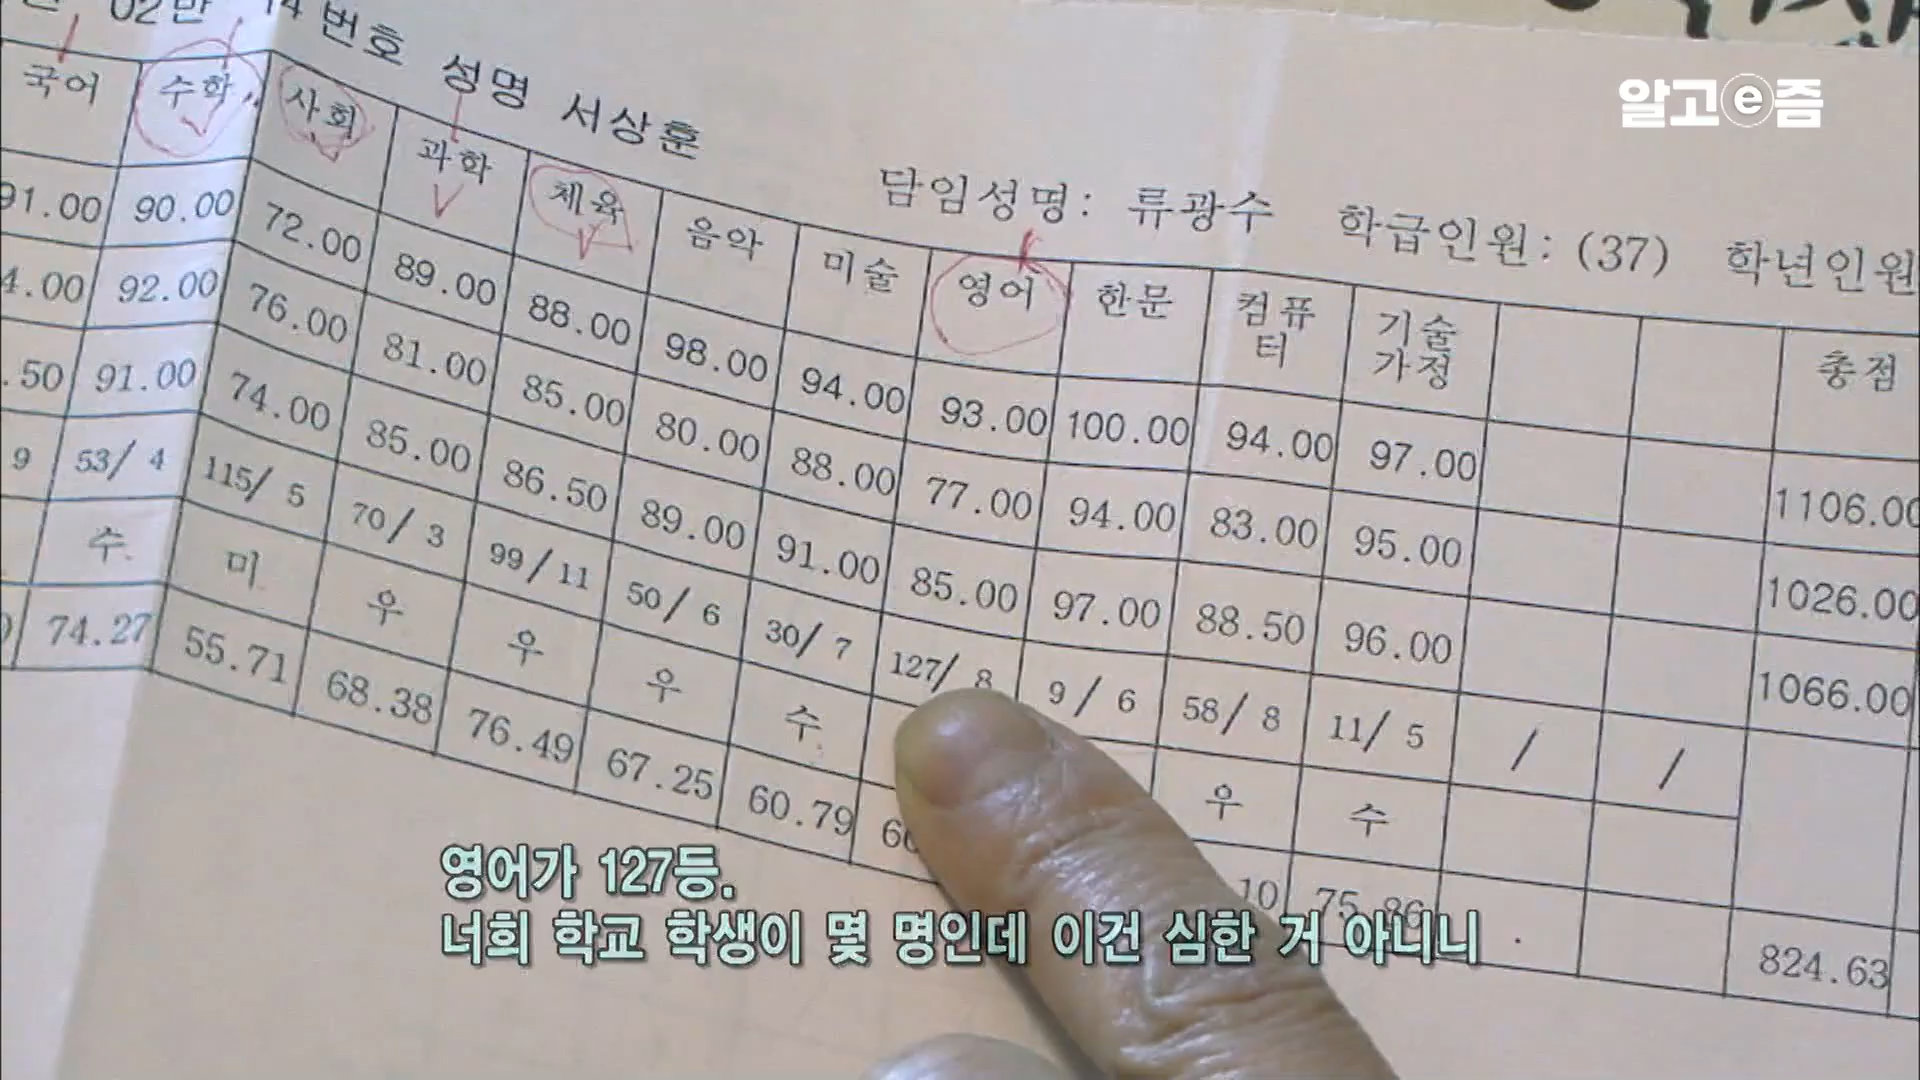 02반 14번호 성명 서상훈
알고e즘
담임성명: 류광수 학급인원: (37) 학년인원
국어 수학 사회 과학 체육 음악 미술 영어 한문 컴퓨터 기술가정 총점
91.00 90.00 72.00 89.00 88.00 98.00 94.00 93.00 100.00 94.00 97.00 1106.00
4.00 92.00 76.00 81.00 85.00 80.00 88.00 77.00 94.00 83.00 95.00 1026.00
.50 91.00 74.00 85.00 86.50 89.00 91.00 85.00 97.00 88.50 96.00 1066.00
9 53/ 4 115/ 5 70/ 3 99/ 11 50/ 6 30/ 7 127/ 8 9/ 6 58/ 8 11/ 5 / /
수 미 우 우 우 수 우 수
74.27 55.71 68.38 76.49 67.25 60.79 10 75.86 824.63
영어가 127등.
너희 학교 학생이 몇 명인데 이건 심한 거 아니니